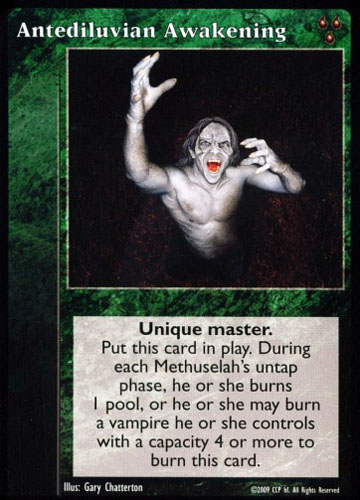 Antediluvian Awakening
Unique master.
Put this card in play. During
each Methuselah's untap
phase, he or she burns
1 pool, or he or she may burn
a vampire he or she controls
with a capacity 4 or more to
burn this card.
Illus: Gary Chatterton
©2009 CCP hf. All Rights Reserved